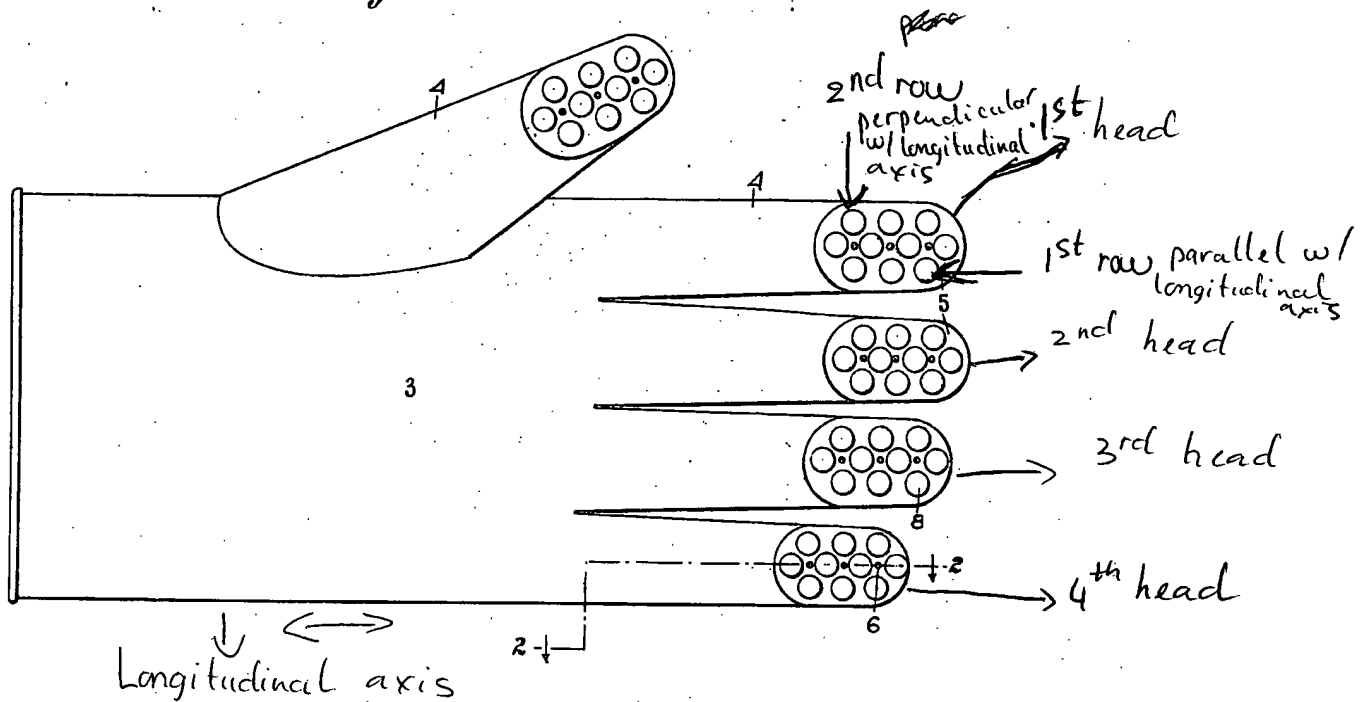 4
2nd row
perpendicular
w/ longitudinal
axis
1st head
4
1st row parallel w/
longitudinal
axis
5
2nd head
3
3rd head
8
2
4th head
6
2
Longitudinal axis